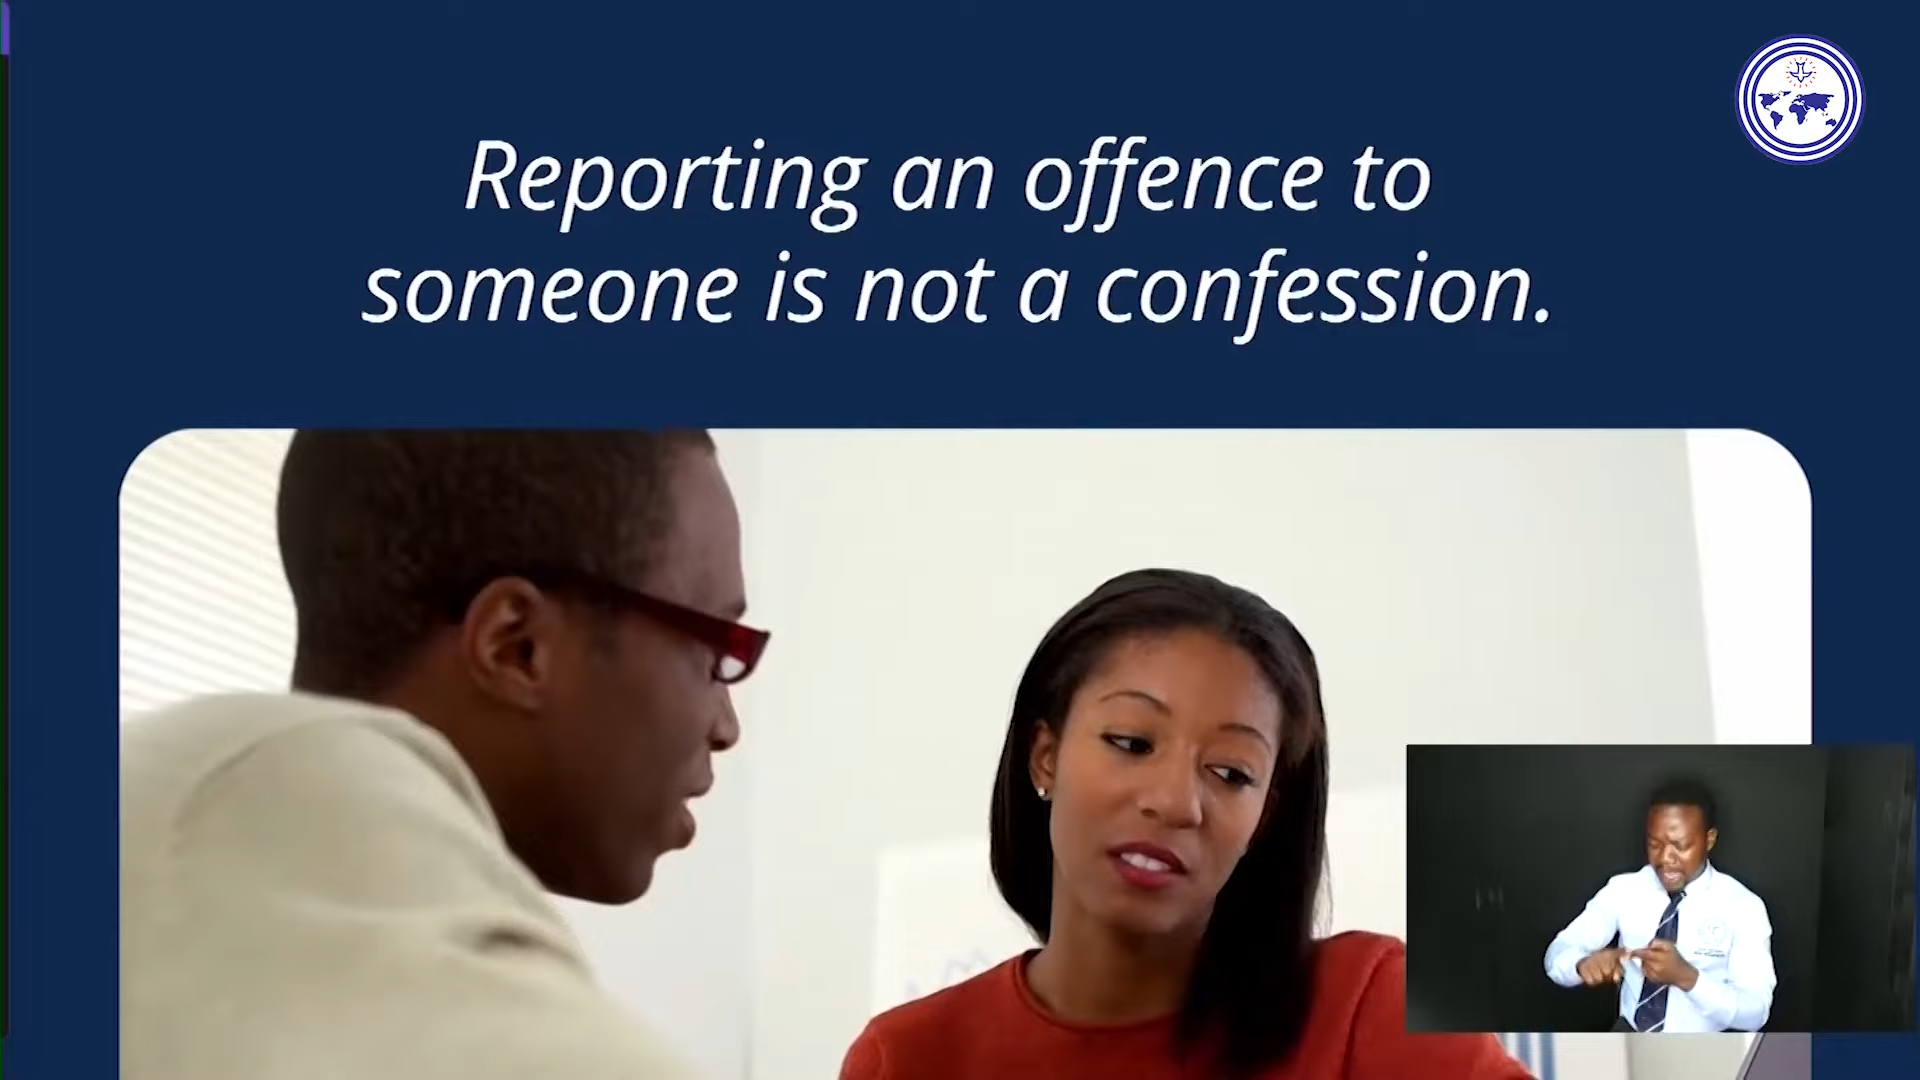 Reporting an offence to
someone is not a confession.